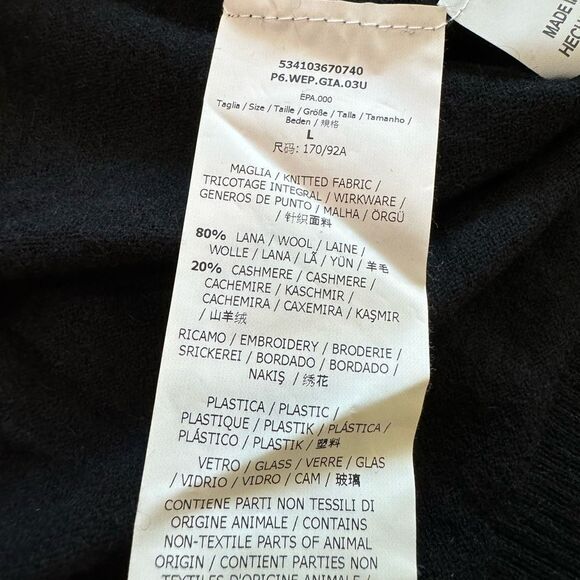 534103670740
P6.WEP.GIA.03U
EPA.000
Taglia / Size / Taille / Größe / Talla / Tamanho /
Beden / 规格
L
尺码: 170/92A
MAGLIA / KNITTED FABRIC /
TRICOTAGE INTEGRAL / WIRKWARE /
GENEROS DE PUNTO / MALHA / ÖRGÜ
/ 针织面料
80% LANA / WOOL / LAINE /
WOLLE / LANA / LÃ / YÜN / 羊毛
20% CASHMERE / CASHMERE /
CACHEMIRE / KASCHMIR /
CACHEMIRA / CAXEMIRA / KAŞMIR
/ 山羊绒
RICAMO / EMBROIDERY / BRODERIE /
SRICKEREI / BORDADO / BORDADO /
NAKIŞ / 绣花
PLASTICA / PLASTIC /
PLASTIQUE / PLASTIK / PLÁSTICA /
PLÁSTICO / PLASTIK / 塑料
VETRO / GLASS / VERRE / GLAS
/ VIDRIO / VIDRO / CAM / 玻璃
CONTIENE PARTI NON TESSILI DI
ORIGINE ANIMALE / CONTAINS
NON-TEXTILE PARTS OF ANIMAL
ORIGIN / CONTIENT PARTIES NON
TEXTILES D'ORIGINE ANIMALE
MADE
HECH